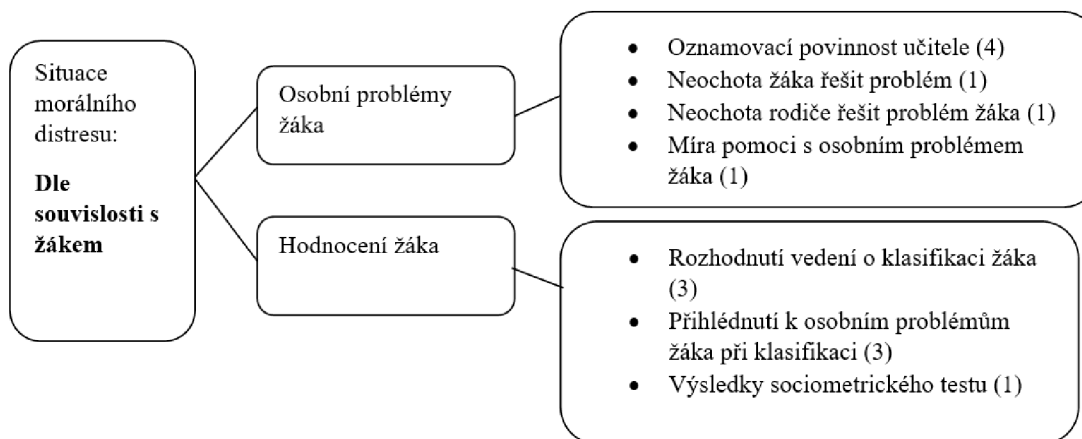 Situace
morálního
distresu:
Dle
souvislosti s
žákem
Osobní problémy
žáka
Hodnocení žáka
• Oznamovací povinnost učitele (4)
• Neochota žáka řešit problém (1)
• Neochota rodiče řešit problém žáka (1)
• Míra pomoci s osobním problémem
žáka (1)
• Rozhodnutí vedení o klasifikaci žáka
(3)
• Přihlédnutí k osobním problémům
žáka při klasifikaci (3)
• Výsledky sociometrického testu (1)